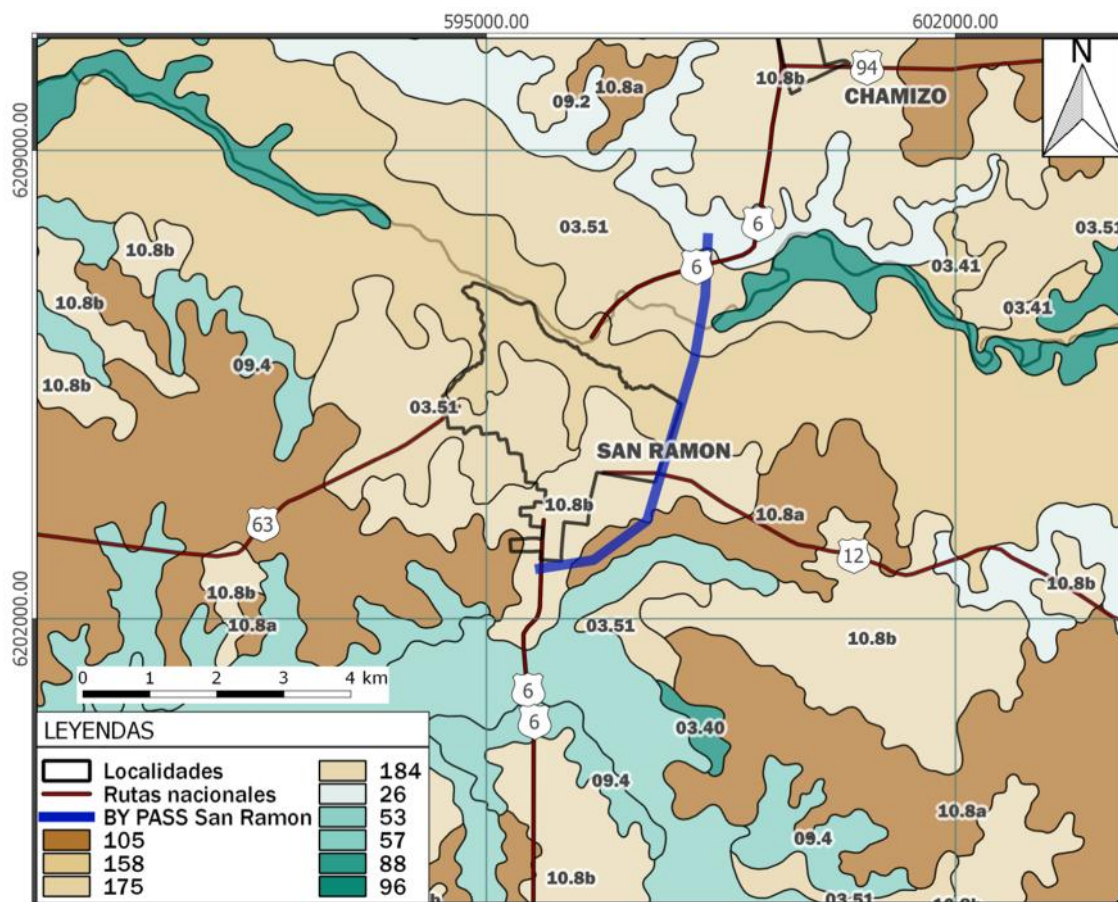 595000.00 602000.00
N
94
10.8b
CHAMIZO
10.8a
09.2
6209000.00
6
03.51
03.51
10.8b
6
03.41
10.8b
03.41
09.4
10.8b
03.51
SAN RAMON
10.8b
10.8a
63
12
10.8b
10.8b
10.8a
03.51
10.8b
6202000.00
0 1 2 3 4 km
6
6
03.40
09.4
10.8a
09.4
10.8b
03.51
10.8b
LEYENDAS
Localidades
Rutas nacionales
BY PASS San Ramon
105
158
175
184
26
53
57
88
96